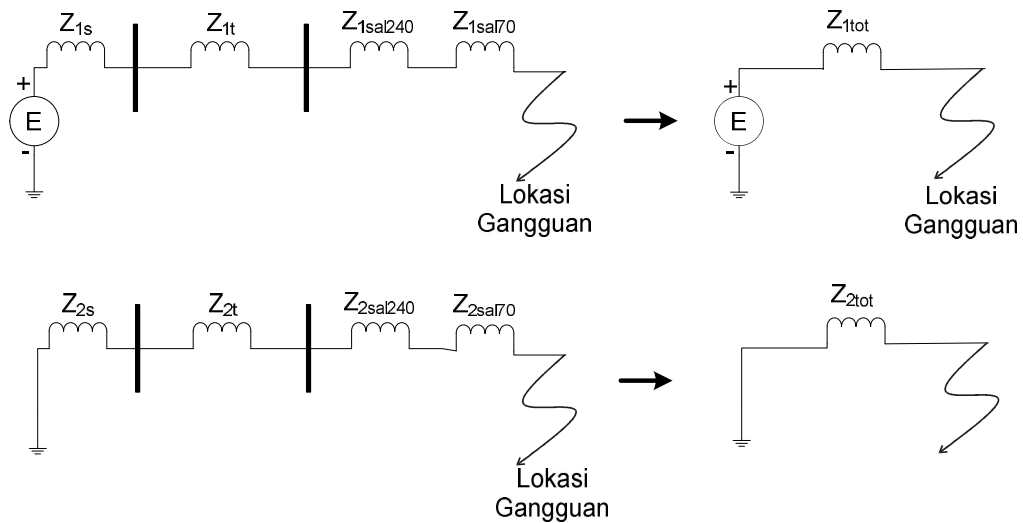 Z1s Z1t Z1sal240 Z1sal70 Z1tot
+ +
E E
- -
Lokasi
Gangguan
Lokasi
Gangguan
Z2s Z2t Z2sal240 Z2sal70 Z2tot
Lokasi
Gangguan